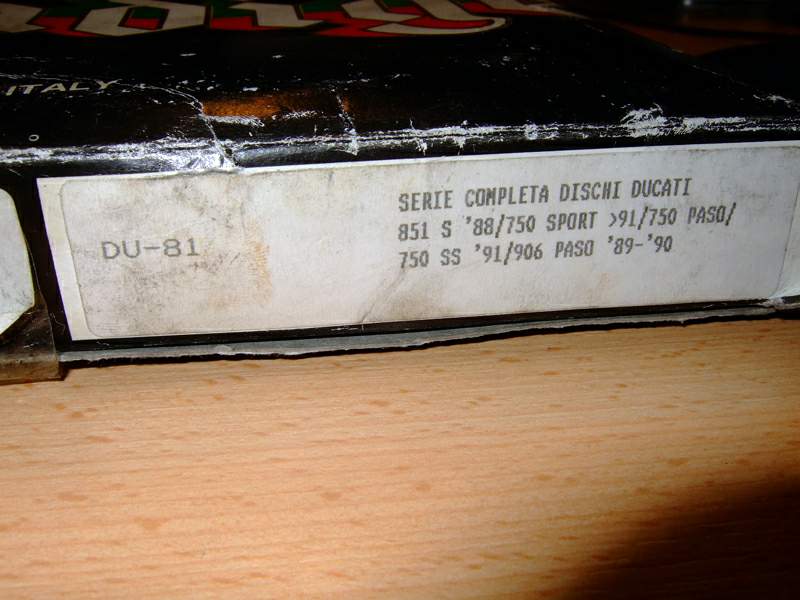 ITALY
DU-81
SERIE COMPLETA DISCHI DUCATI
851 S '88/750 SPORT >91/750 PASO/
750 SS '91/906 PASO '89-'90